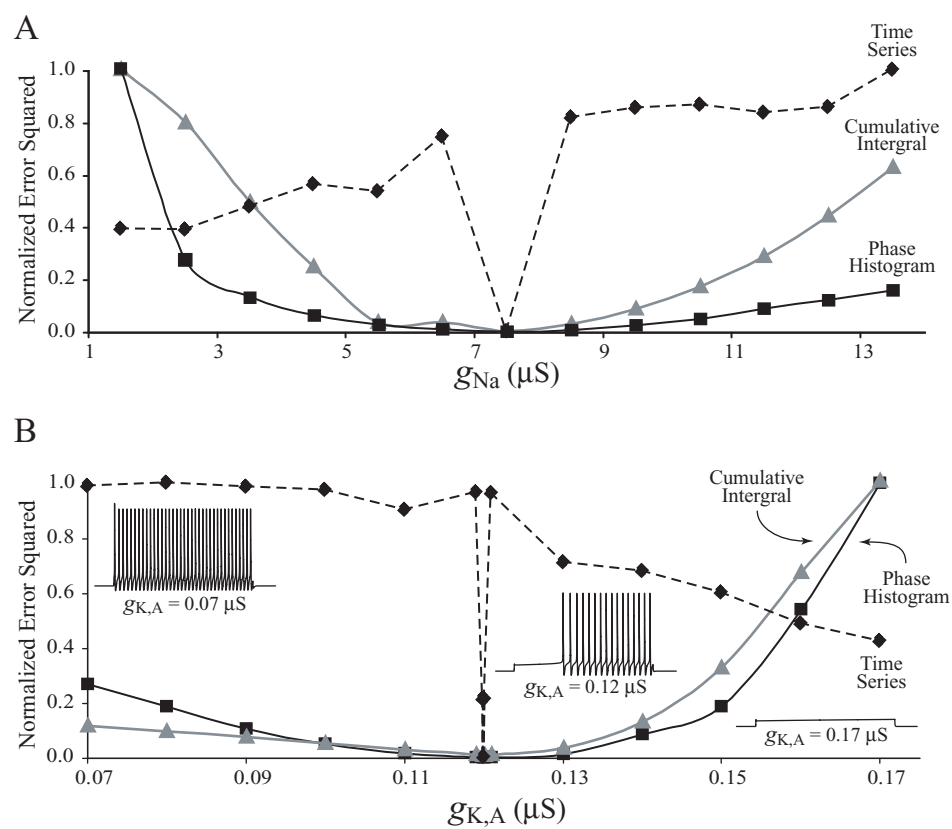 A
Time
Series
Normalized Error Squared
1.0
0.8
0.6
0.4
0.2
0.0
Cumulative
Intergral
Phase
Histogram
1 3 5 7 9 11 13
gNa (μS)
B
Normalized Error Squared
1.0
0.8
0.6
0.4
0.2
0.0
Cumulative
Intergral
gK,A = 0.07 μS
Phase
Histogram
gK,A = 0.12 μS
Time
Series
gK,A = 0.17 μS
0.07 0.09 0.11 0.13 0.15 0.17
gK,A (μS)